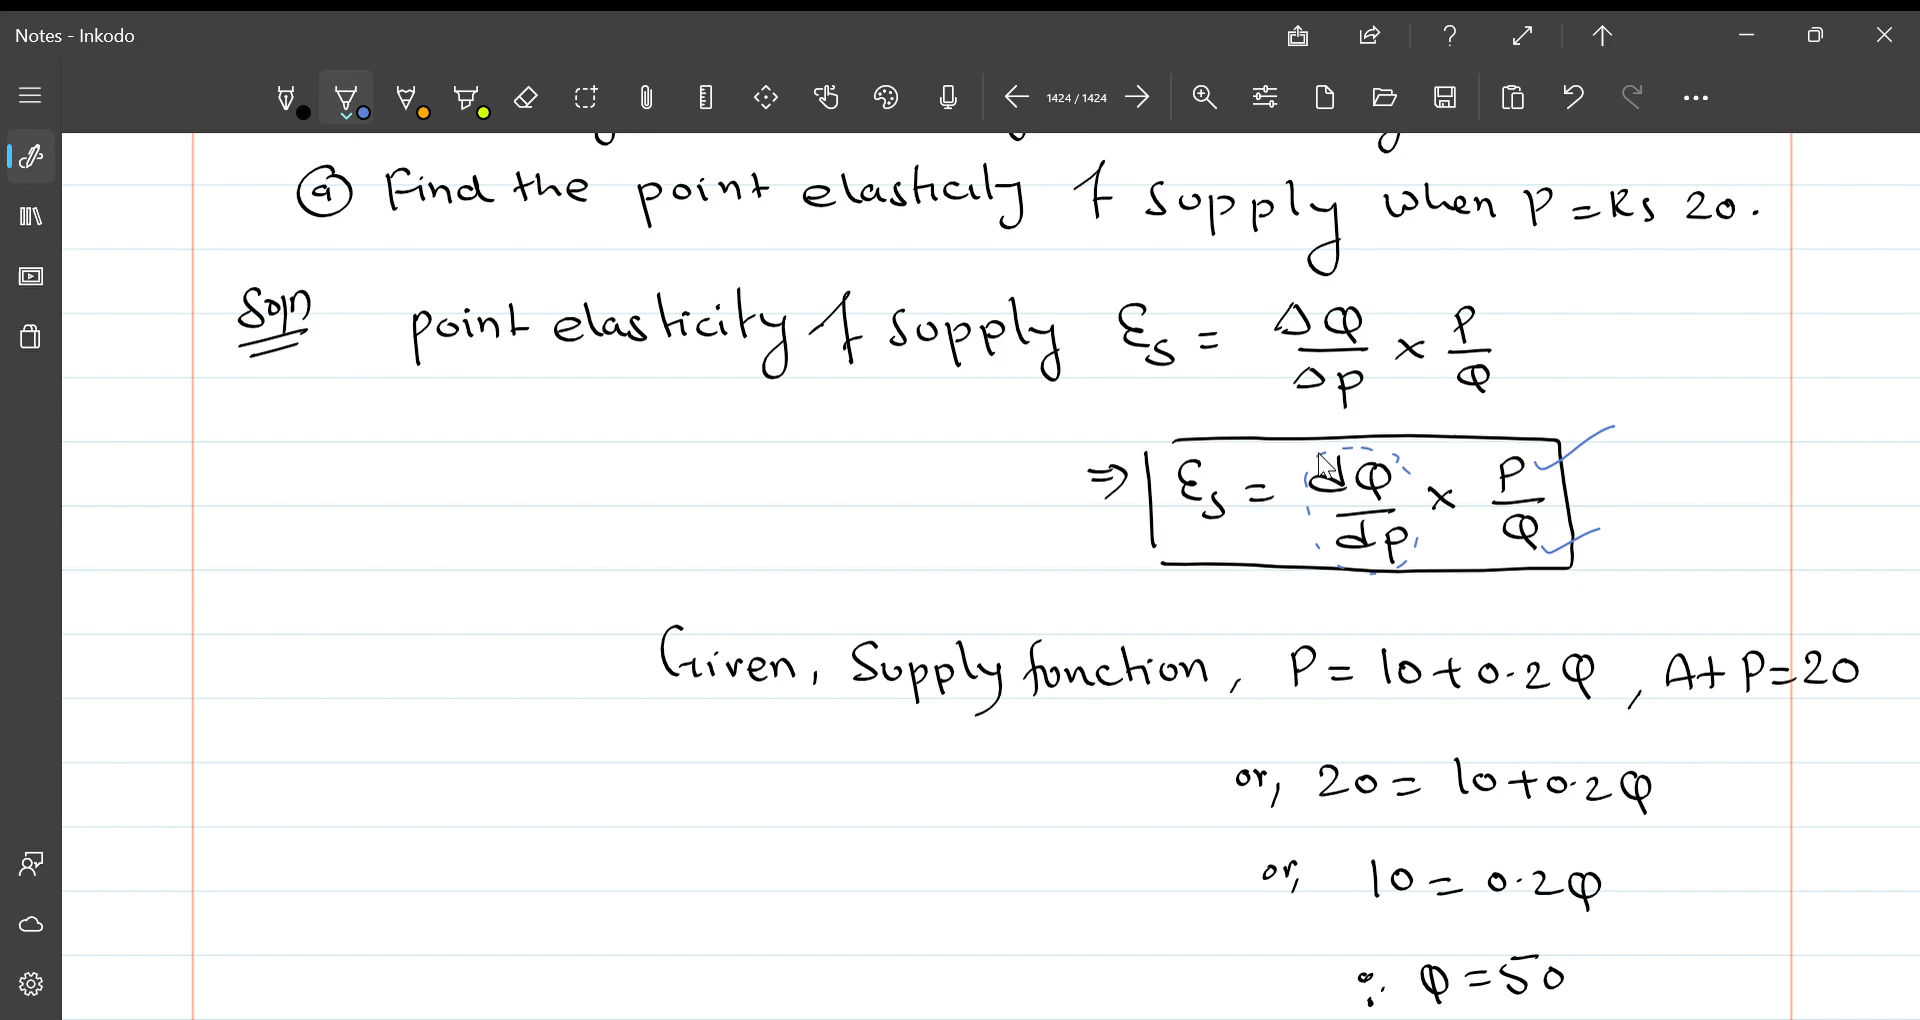 Notes - Inkodo
1424 / 1424
(a) Find the point elasticity of supply when P = Rs 20.
Soln point elasticity of supply Es = ΔQ/Δp × P/Q
⇒ Es = dQ/dp × P/Q
Given, Supply function, P = 10 + 0.2Q, At P = 20
or, 20 = 10 + 0.2Q
or, 10 = 0.2Q
∴ Q = 50